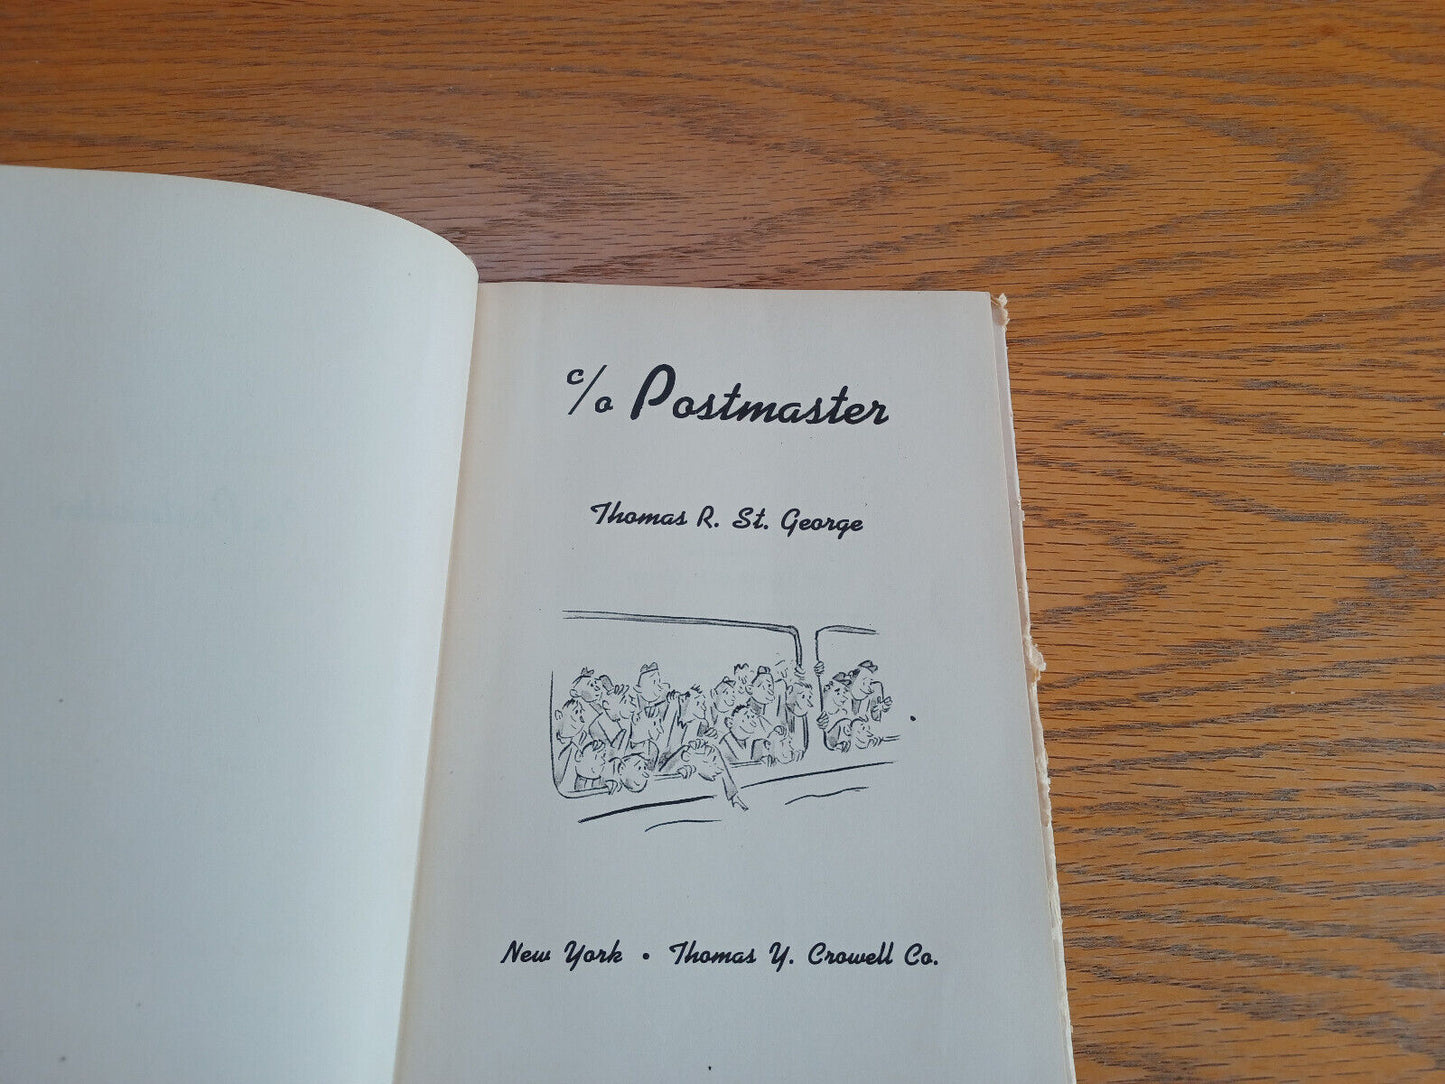 c/o Postmaster
Thomas R. St. George
New York • Thomas Y. Crowell Co.